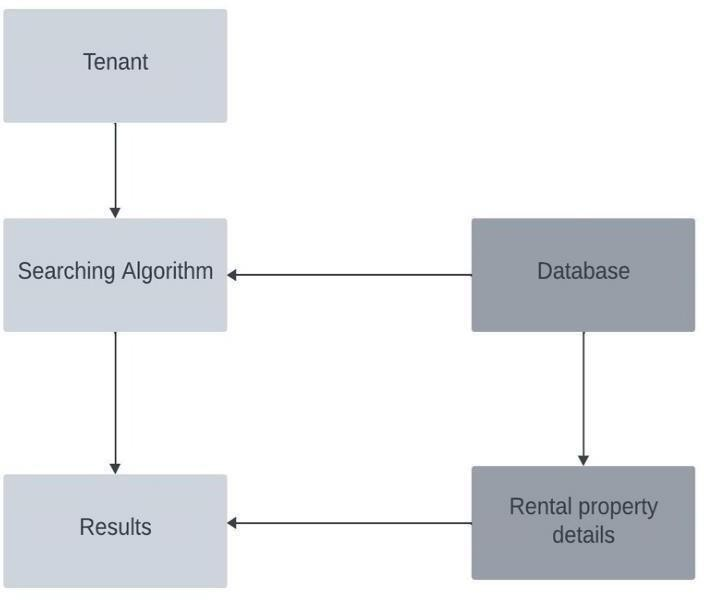 Tenant
Searching Algorithm
Database
Results
Rental property
details